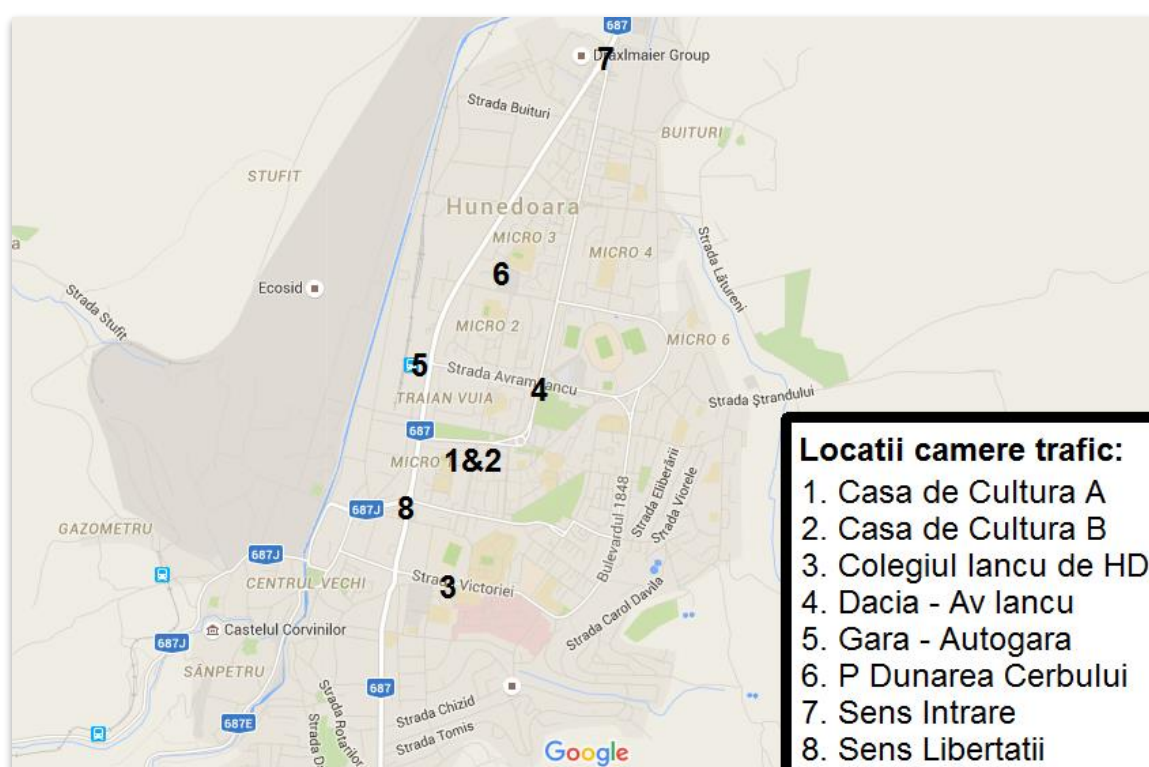 687
7
Draxlmaier Group
Strada Buituri
BUITURI
STUFIT
Hunedoara
MICRO 3
MICRO 4
Strada Lătureni
a
6
Ecosid
Strada Stufit
MICRO 2
MICRO 6
5
Strada Avram Iancu
4
TRAIAN VUIA
Strada Ștrandului
687
MICRO
1&2
687J
8
GAZOMETRU
687J
Bulevardul 1848
Strada Eliberării
Strada Viorele
CENTRUL VECHI
Strada Victoriei
3
Strada Carol Davila
Castelul Corvinilor
687J
SÂNPETRU
687
687E
Strada Rotarilor
Strada Chizid
Strada Tomis
Google
Locatii camere trafic:
1. Casa de Cultura A
2. Casa de Cultura B
3. Colegiul Iancu de HD
4. Dacia - Av Iancu
5. Gara - Autogara
6. P Dunarea Cerbului
7. Sens Intrare
8. Sens Libertatii